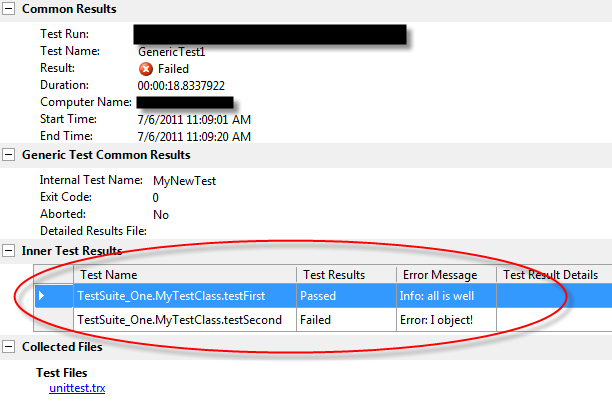 Common Results
Test Run:
Test Name: GenericTest1
Result: Failed
Duration: 00:00:18.8337922
Computer Name:
Start Time: 7/6/2011 11:09:01 AM
End Time: 7/6/2011 11:09:20 AM
Generic Test Common Results
Internal Test Name: MyNewTest
Exit Code: 0
Aborted: No
Detailed Results File:
Inner Test Results
Test Name Test Results Error Message Test Result Details
TestSuite_One.MyTestClass.testFirst Passed Info: all is well
TestSuite_One.MyTestClass.testSecond Failed Error: I object!
Collected Files
Test Files
unittest.trx